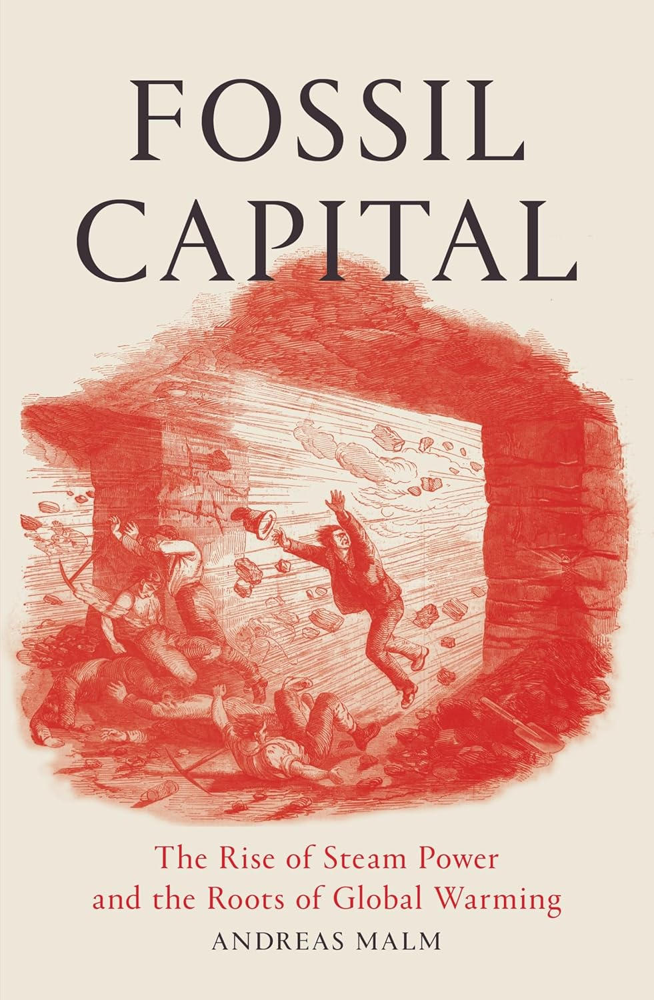 FOSSIL
CAPITAL
The Rise of Steam Power
and the Roots of Global Warming
ANDREAS MALM